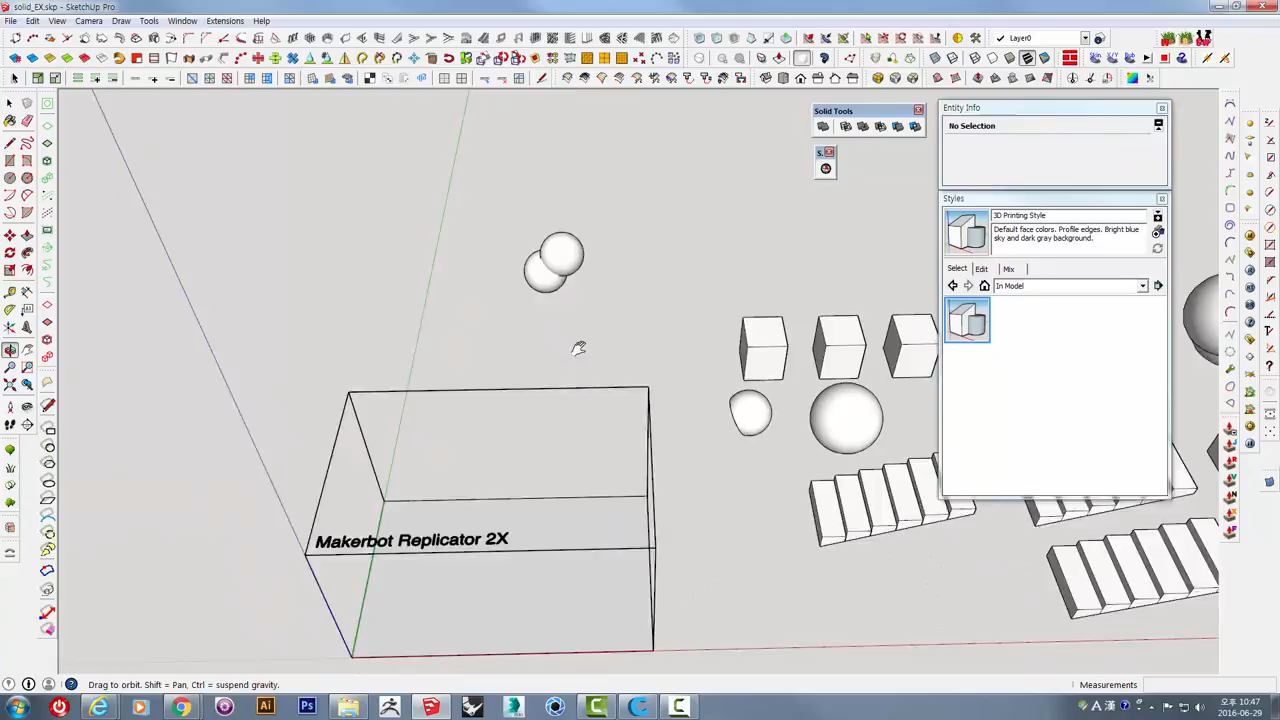 solid_EX.skp - SketchUp Pro
File Edit View Camera Draw Tools Window Extensions Help
Layer0
Solid Tools
S.
Entity Info
No Selection
Styles
3D Printing Style
Default face colors. Profile edges. Bright blue
sky and dark gray background.
Select Edit Mix
In Model
Makerbot Replicator 2X
Drag to orbit. Shift = Pan, Ctrl = suspend gravity.
Measurements
Ai
Ps
A 漢
오후 10:47
2016-06-29